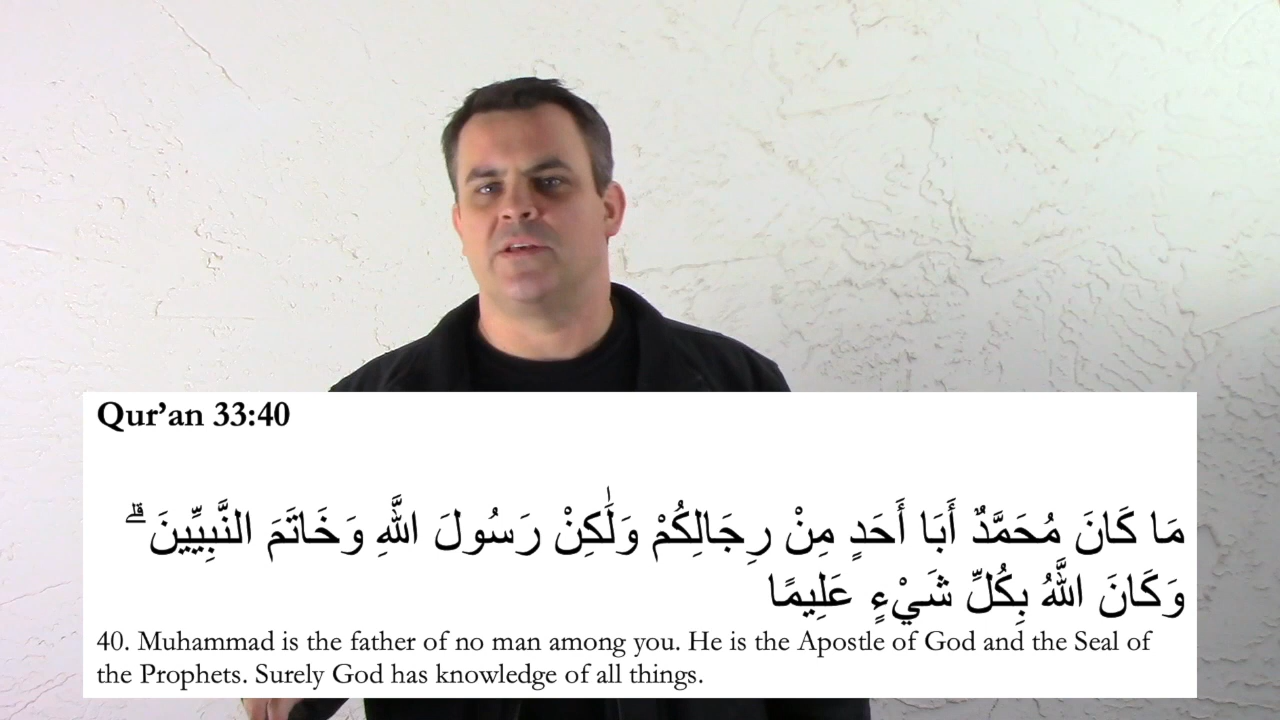 Qur’an 33:40
مَا كَانَ مُحَمَّدٌ أَبَا أَحَدٍ مِنْ رِجَالِكُمْ وَلَٰكِنْ رَسُولَ اللَّهِ وَخَاتَمَ النَّبِيِّينَ ۗ
وَكَانَ اللَّهُ بِكُلِّ شَيْءٍ عَلِيمًا
40. Muhammad is the father of no man among you. He is the Apostle of God and the Seal of
the Prophets. Surely God has knowledge of all things.